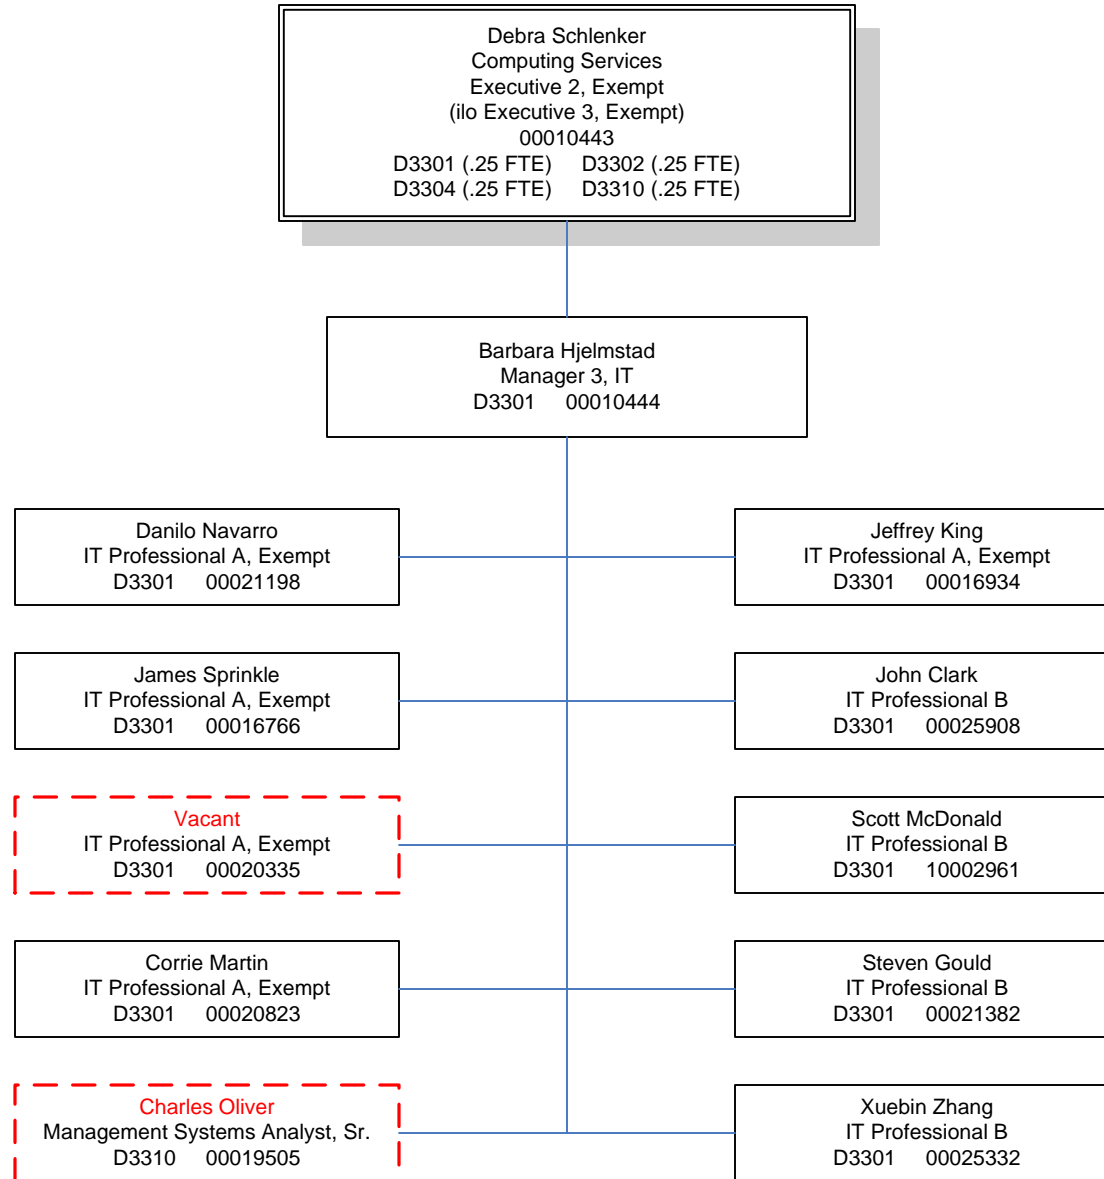 Debra Schlenker
Computing Services
Executive 2, Exempt
(ilo Executive 3, Exempt)
00010443
D3301 (.25 FTE) D3302 (.25 FTE)
D3304 (.25 FTE) D3310 (.25 FTE)
Barbara Hjelmstad
Manager 3, IT
D3301 00010444
Danilo Navarro
IT Professional A, Exempt
D3301 00021198
Jeffrey King
IT Professional A, Exempt
D3301 00016934
James Sprinkle
IT Professional A, Exempt
D3301 00016766
John Clark
IT Professional B
D3301 00025908
Vacant
IT Professional A, Exempt
D3301 00020335
Scott McDonald
IT Professional B
D3301 10002961
Corrie Martin
IT Professional A, Exempt
D3301 00020823
Steven Gould
IT Professional B
D3301 00021382
Charles Oliver
Management Systems Analyst, Sr.
D3310 00019505
Xuebin Zhang
IT Professional B
D3301 00025332